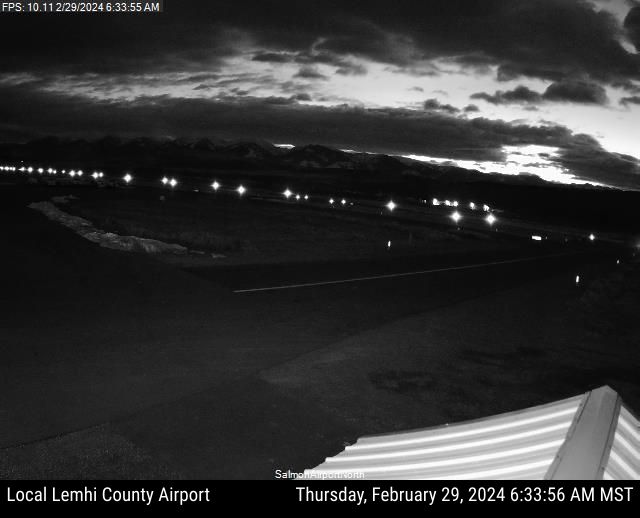 FPS: 10.11 2/29/2024 6:33:55 AM
SalmonAirport.North
Local Lemhi County Airport Thursday, February 29, 2024 6:33:56 AM MST